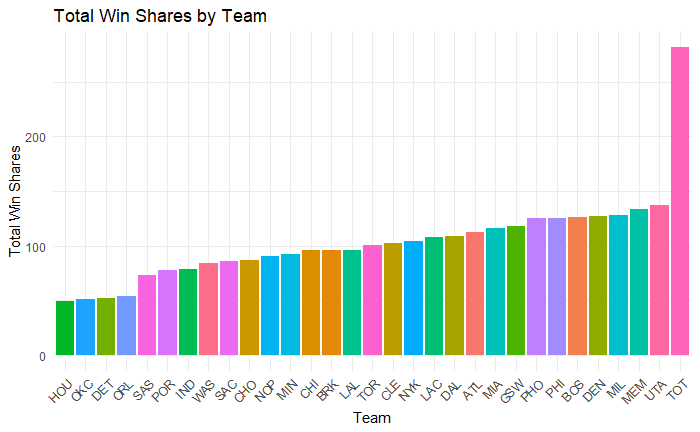 Total Win Shares by Team
Total Win Shares
200
100
0
HOU OKC DET ORL SAS POR IND WAS SAC CHO NOP MIN CHI BRK LAL TOR CLE NYK LAC DAL ATL MIA GSW PHO PHI BOS DEN MIL MEM UTA TOT
Team